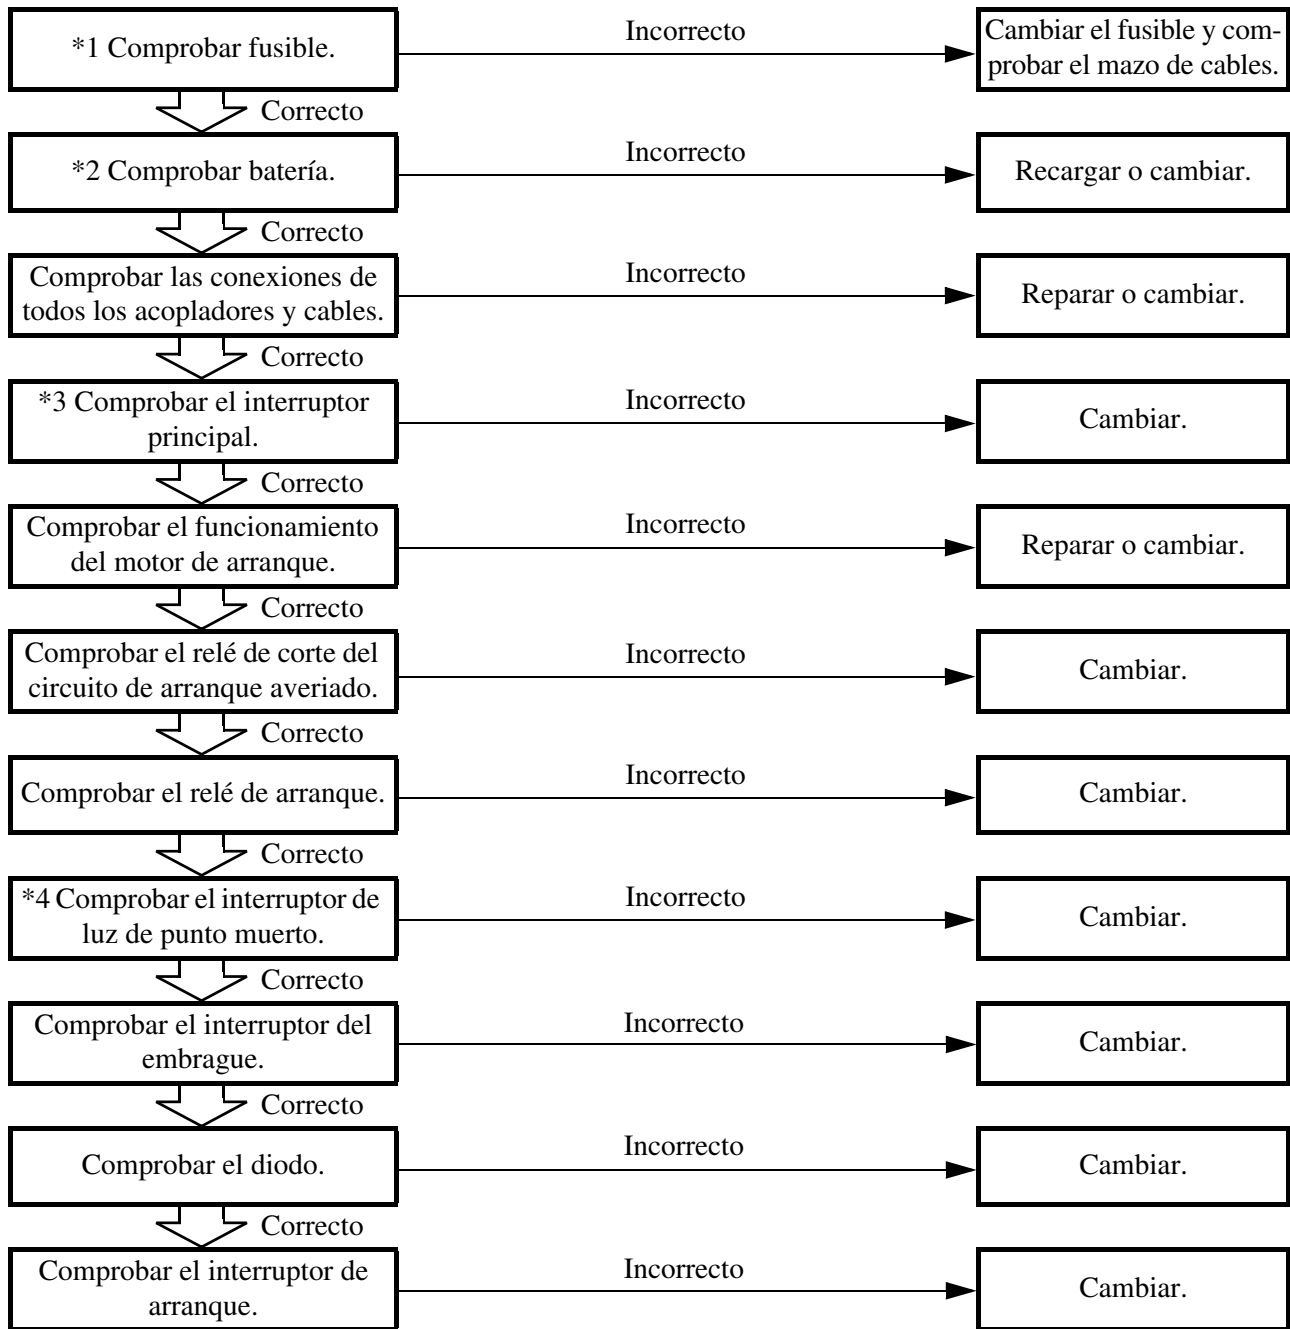 *1 Comprobar fusible.
Incorrecto
Cambiar el fusible y com-
probar el mazo de cables.
Correcto
*2 Comprobar batería.
Incorrecto
Recargar o cambiar.
Correcto
Comprobar las conexiones de
todos los acopladores y cables.
Incorrecto
Reparar o cambiar.
Correcto
*3 Comprobar el interruptor
principal.
Incorrecto
Cambiar.
Correcto
Comprobar el funcionamiento
del motor de arranque.
Incorrecto
Reparar o cambiar.
Correcto
Comprobar el relé de corte del
circuito de arranque averiado.
Incorrecto
Cambiar.
Correcto
Comprobar el relé de arranque.
Incorrecto
Cambiar.
Correcto
*4 Comprobar el interruptor de
luz de punto muerto.
Incorrecto
Cambiar.
Correcto
Comprobar el interruptor del
embrague.
Incorrecto
Cambiar.
Correcto
Comprobar el diodo.
Incorrecto
Cambiar.
Correcto
Comprobar el interruptor de
arranque.
Incorrecto
Cambiar.